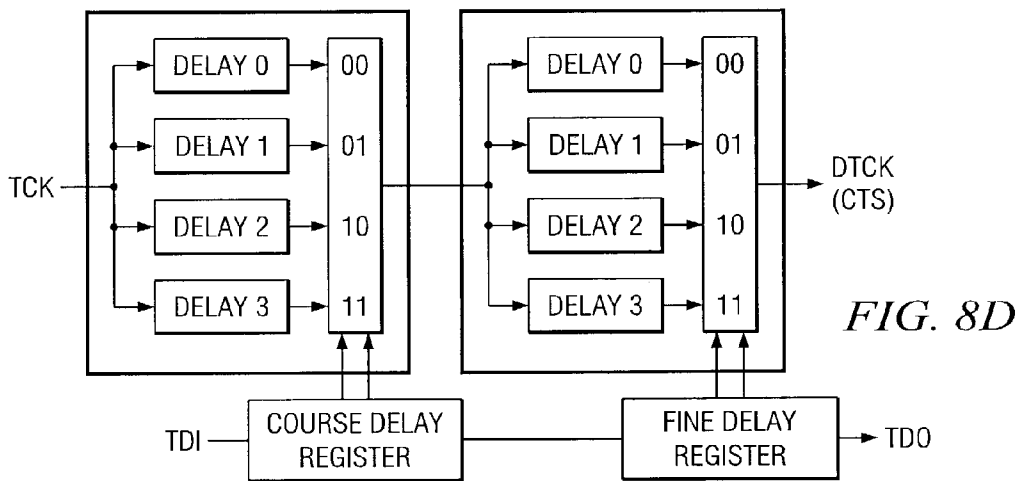 DELAY 0
00
DELAY 1
01
DELAY 2
10
DELAY 3
11
TCK
DELAY 0
00
DELAY 1
01
DELAY 2
10
DELAY 3
11
DTCK
(CTS)
FIG. 8D
TDI
COURSE DELAY
REGISTER
FINE DELAY
REGISTER
TDO